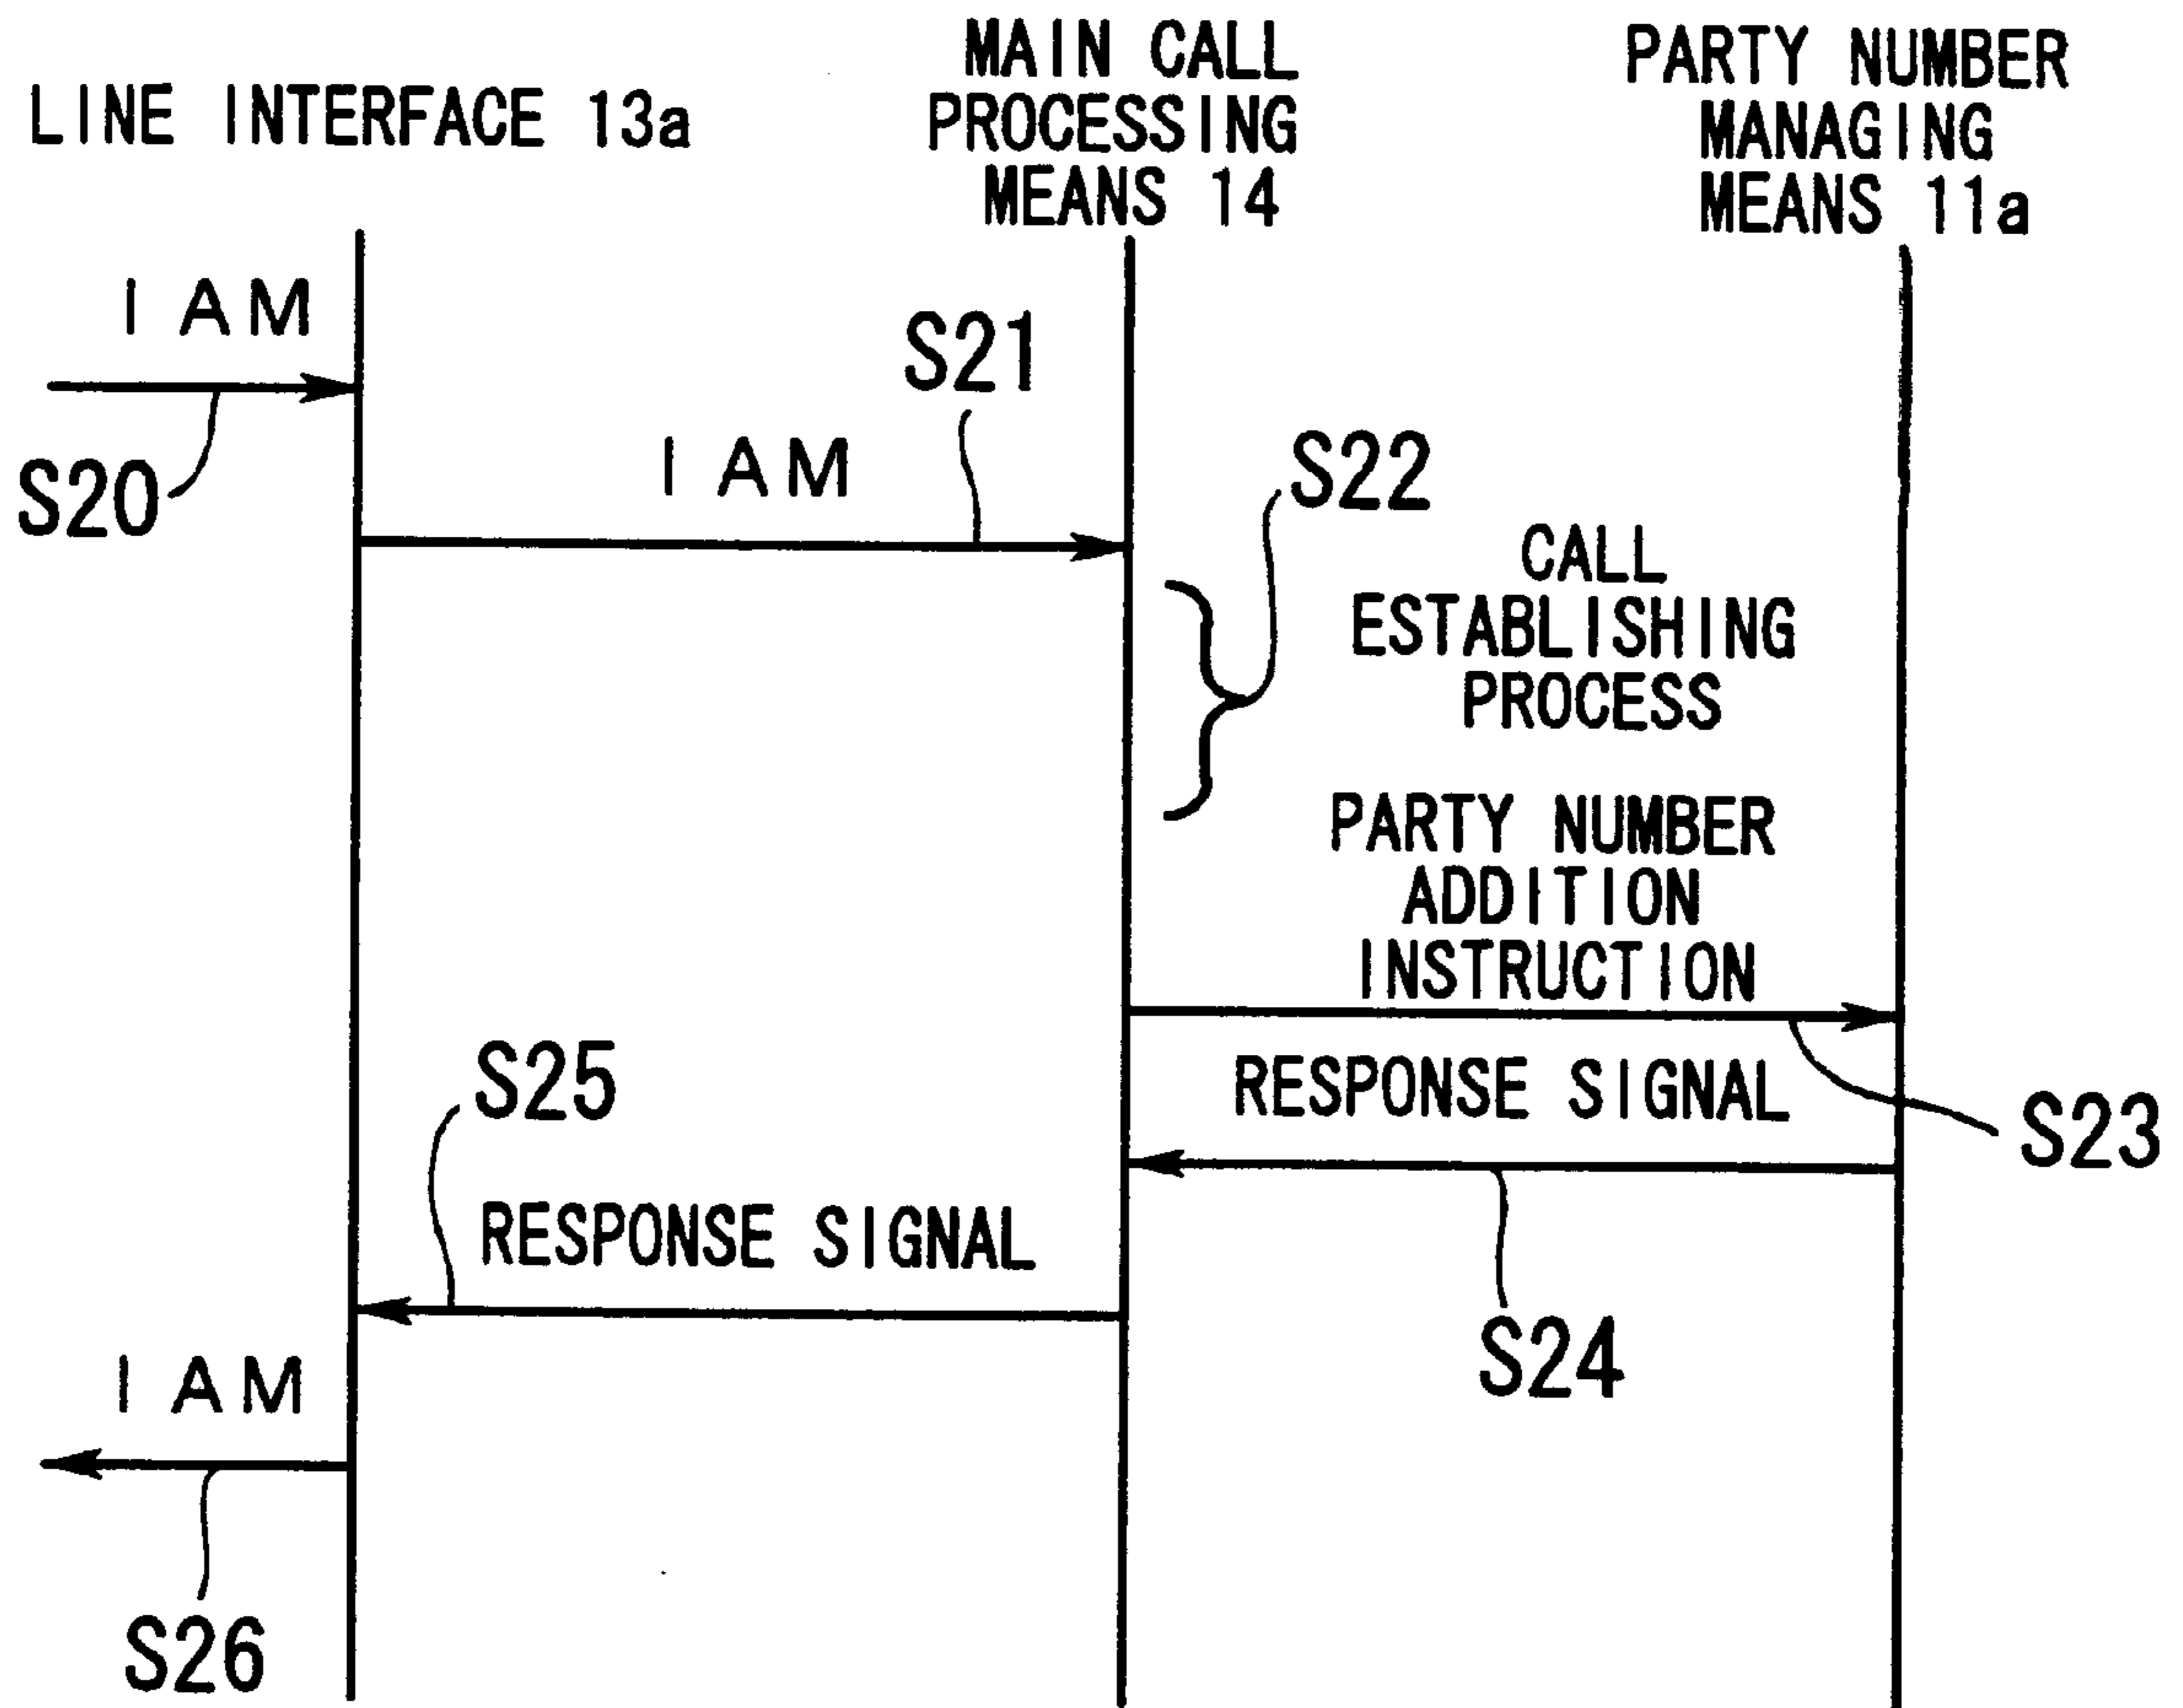 LINE INTERFACE 13a
MAIN CALL
PROCESSING
MEANS 14
PARTY NUMBER
MANAGING
MEANS 11a
IAM
S20
S21
IAM
S22
CALL
ESTABLISHING
PROCESS
PARTY NUMBER
ADDITION
INSTRUCTION
S23
RESPONSE SIGNAL
S24
S25
RESPONSE SIGNAL
IAM
S26